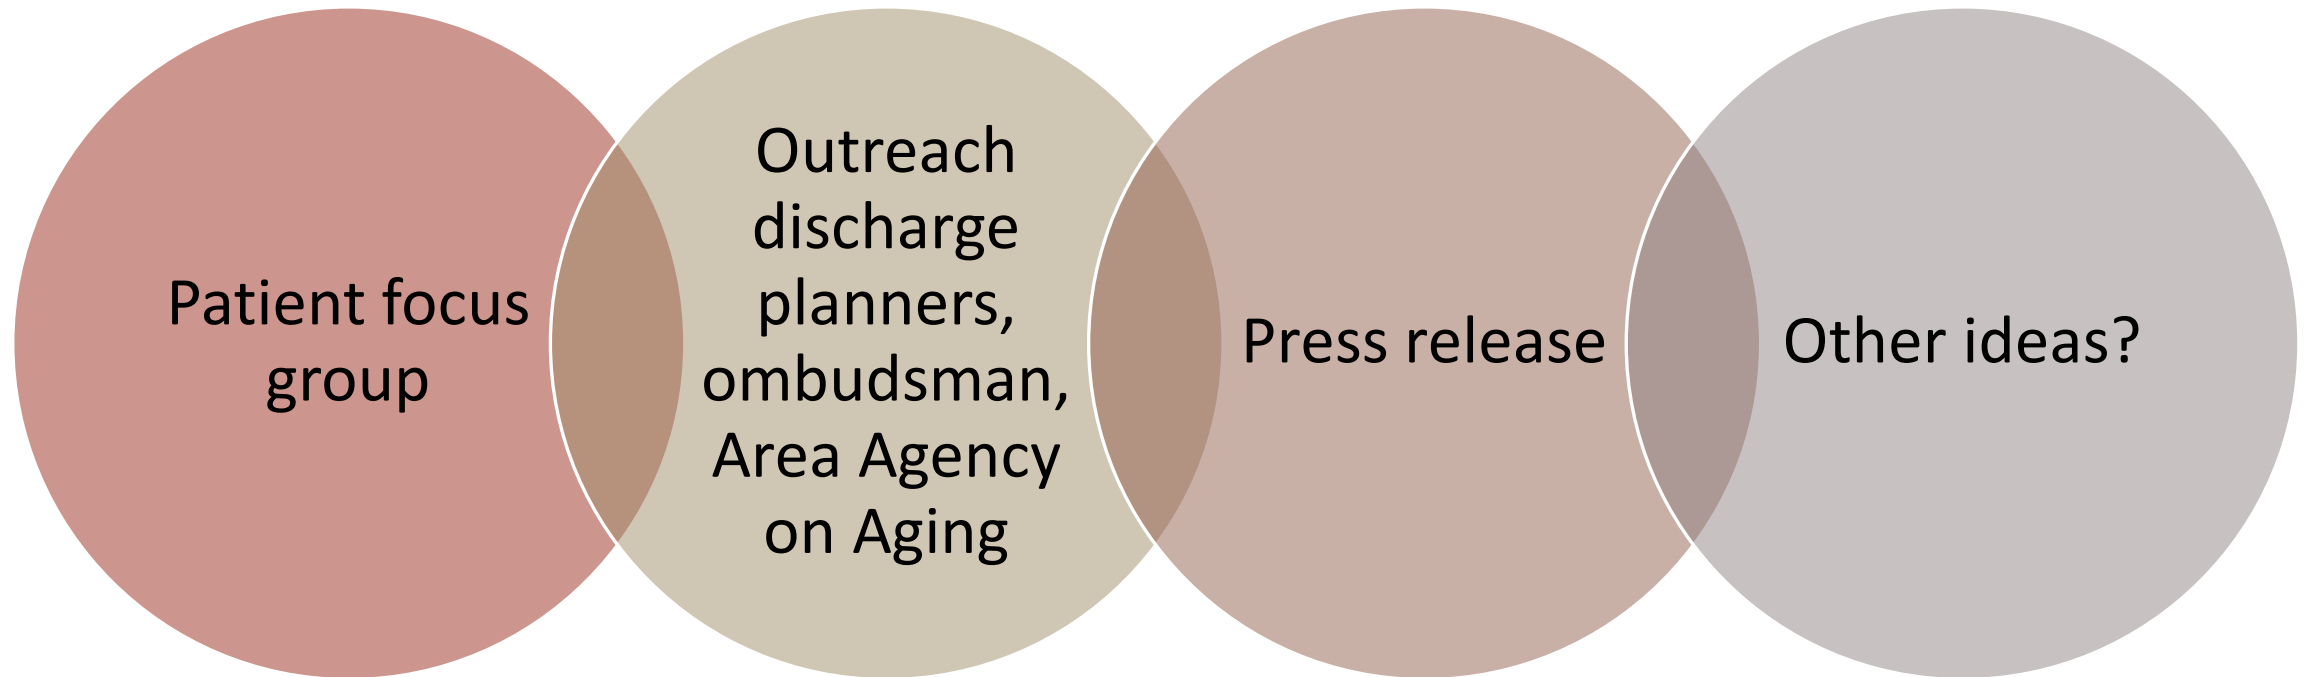 Patient focus
group
Outreach
discharge
planners,
ombudsman,
Area Agency
on Aging
Press release
Other ideas?